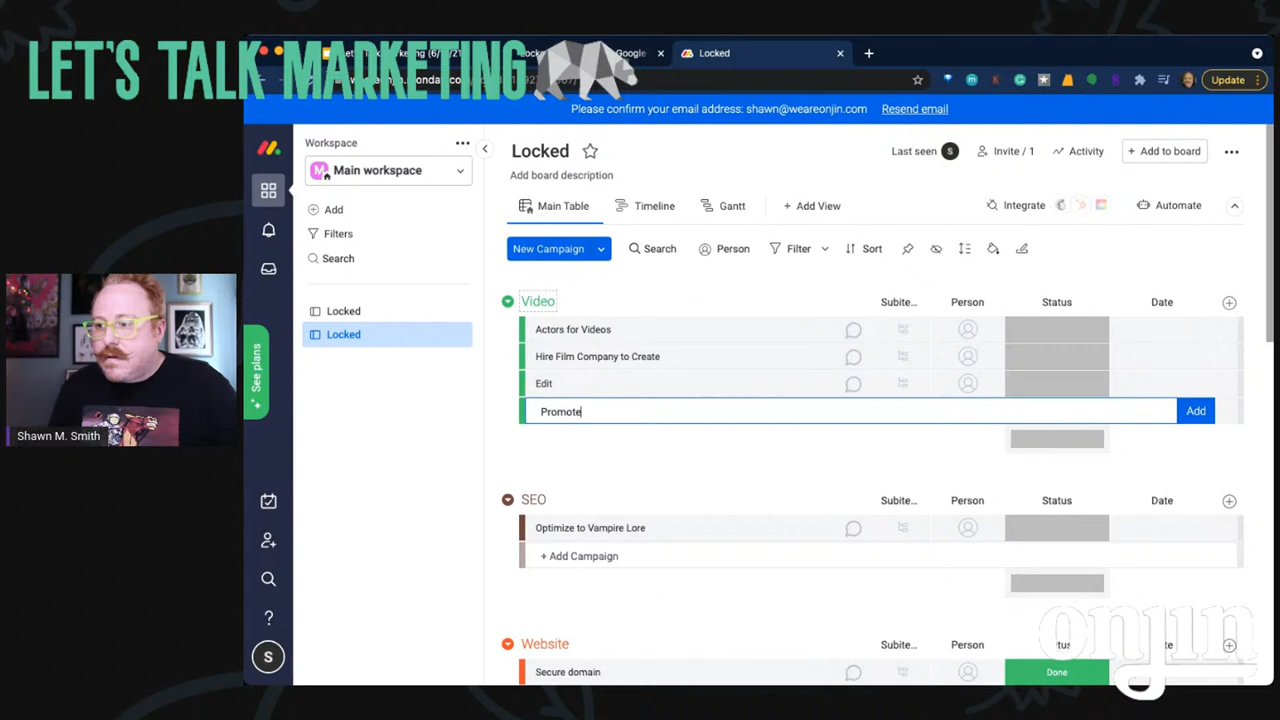 LET'S TALK MARKETING
Google
Locked
Update
Please confirm your email address: shawn@weareonjin.com Resend email
Workspace
M Main workspace
Add
Filters
Search
Locked
Locked
See plans
S
Locked
Last seen S Invite / 1 Activity + Add to board
Add board description
Main Table Timeline Gantt + Add View Integrate Automate
New Campaign Search Person Filter Sort
Video Subite... Person Status Date
Actors for Videos
Hire Film Company to Create
Edit
Promote Add
SEO Subite... Person Status Date
Optimize to Vampire Lore
+ Add Campaign
Website Subite... Person
Secure domain Done
Shawn M. Smith
onjin